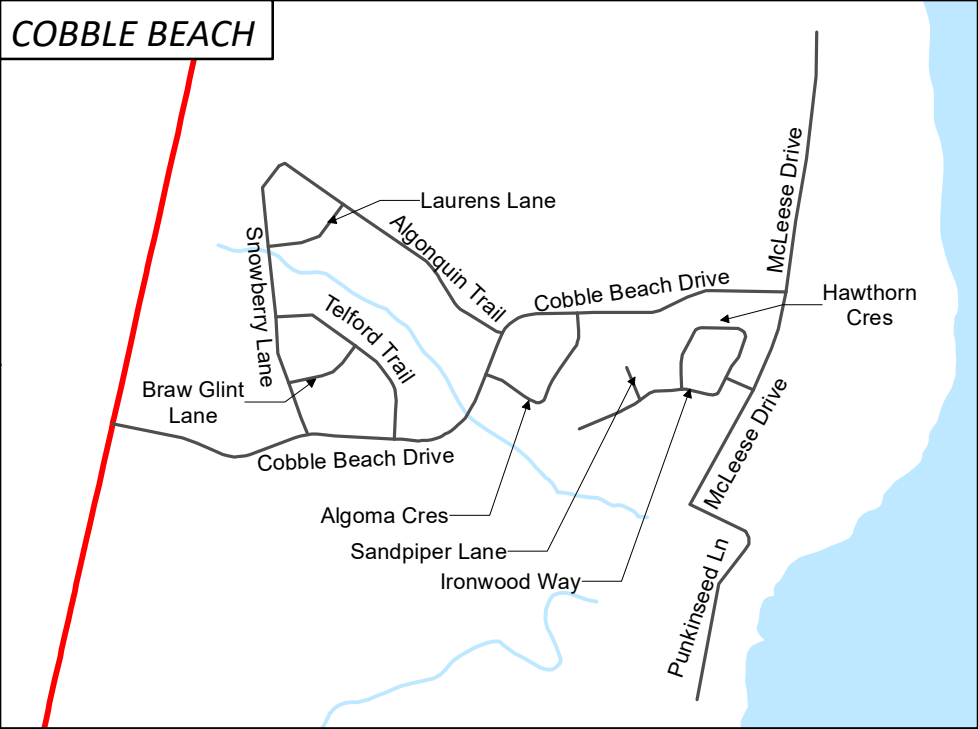 COBBLE BEACH
McLeese Drive
Laurens Lane
Algonquin Trail
Snowberry Lane
Cobble Beach Drive
Hawthorn
Cres
Telford Trail
Braw Glint
Lane
McLeese Drive
Cobble Beach Drive
Algoma Cres
Sandpiper Lane
Ironwood Way
Punkinseed Ln